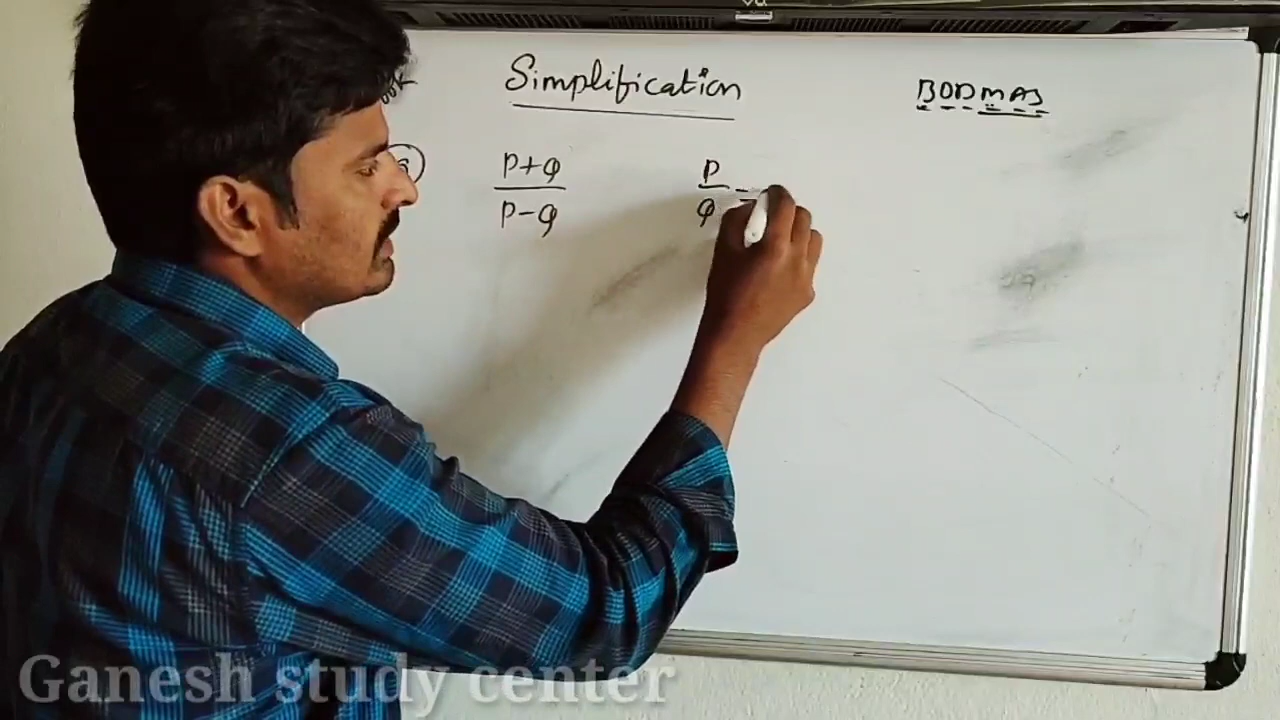 Simplification
BODMAS
P+Q P
P-Q Q =
Ganesh study center